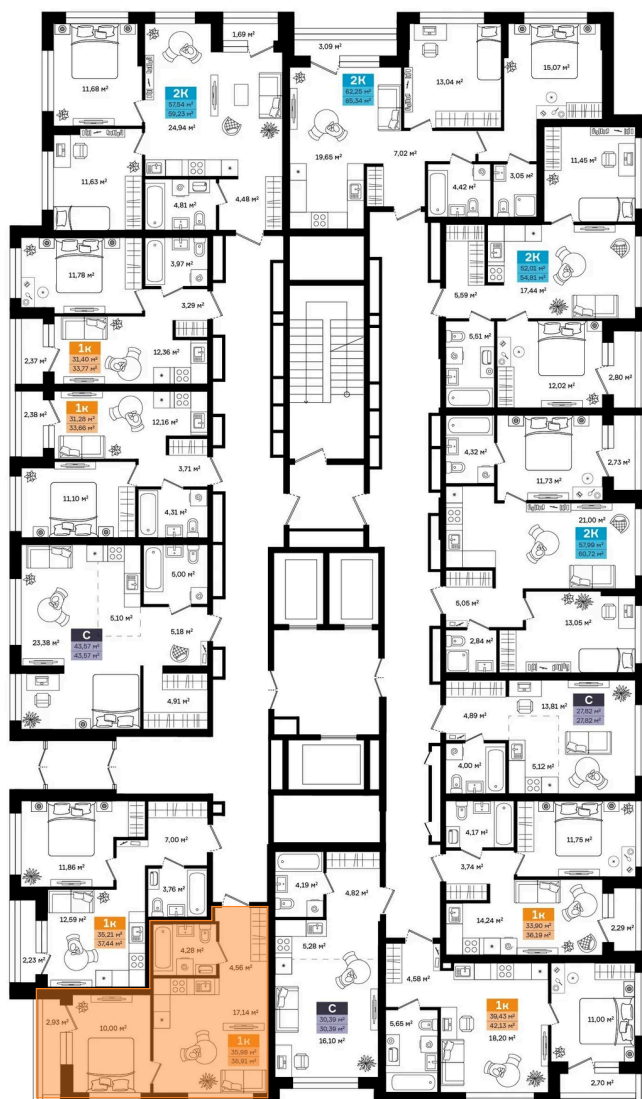 1,69 м²
3,09 м²
11,68 м²
2К
57,54 м²
59,23 м²
24,94 м²
2К
62,25 м²
65,34 м²
13,04 м²
15,07 м²
11,63 м²
4,81 м²
4,48 м²
19,65 м²
7,02 м²
4,42 м²
3,05 м²
11,45 м²
11,78 м²
3,97 м²
3,29 м²
2К
52,01 м²
54,81 м²
17,44 м²
5,59 м²
2,37 м²
1к
31,40 м²
33,77 м²
12,36 м²
5,51 м²
12,02 м²
2,80 м²
2,38 м²
1к
31,28 м²
33,66 м²
12,16 м²
3,71 м²
4,32 м²
11,73 м²
2,73 м²
11,10 м²
4,31 м²
21,00 м²
2К
57,99 м²
60,72 м²
5,00 м²
5,10 м²
5,18 м²
23,38 м²
С
43,57 м²
43,57 м²
4,91 м²
5,05 м²
2,84 м²
13,05 м²
4,89 м²
13,81 м²
С
27,82 м²
27,82 м²
4,00 м²
5,12 м²
7,00 м²
11,86 м²
3,76 м²
4,17 м²
11,75 м²
3,74 м²
4,19 м²
4,82 м²
12,59 м²
1к
35,21 м²
37,44 м²
2,23 м²
14,24 м²
1к
33,90 м²
36,19 м²
2,29 м²
4,28 м²
4,56 м²
5,28 м²
4,58 м²
2,93 м²
10,00 м²
17,14 м²
1к
35,98 м²
38,91 м²
С
30,39 м²
30,39 м²
16,10 м²
5,65 м²
1к
39,43 м²
42,13 м²
18,20 м²
11,00 м²
2,70 м²